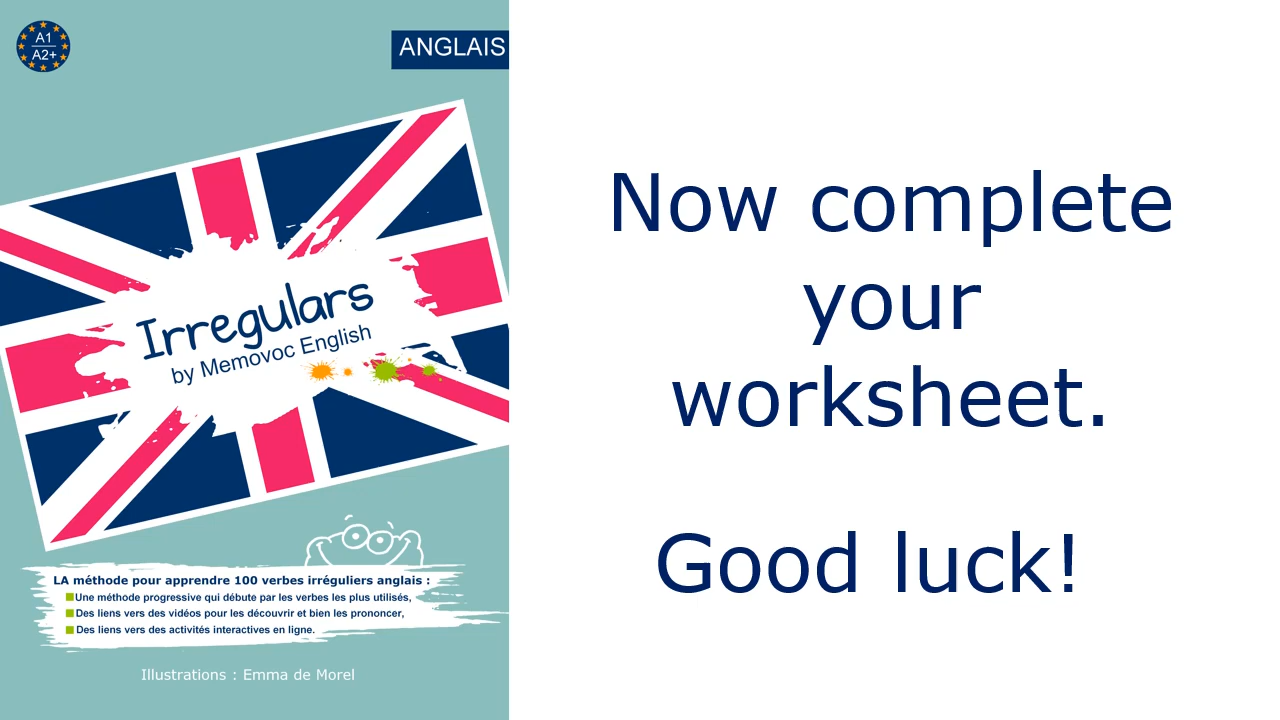 A1
A2+
ANGLAIS
Irregulars
by Memovoc English
LA méthode pour apprendre 100 verbes irréguliers anglais :
Une méthode progressive qui débute par les verbes les plus utilisés,
Des liens vers des vidéos pour les découvrir et bien les prononcer,
Des liens vers des activités interactives en ligne.
Illustrations : Emma de Morel
Now complete
your
worksheet.
Good luck!